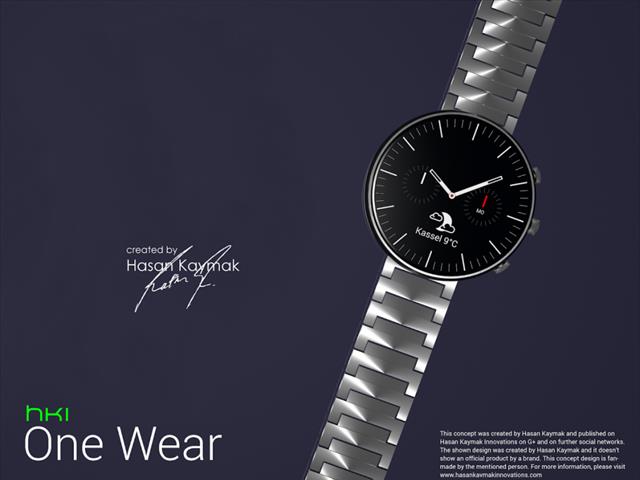 MO
Kassel 9°C
created by
Hasan Kaymak
hki
One Wear
This concept was created by Hasan Kaymak and published on
Hasan Kaymak Innovations on G+ and on further social networks.
The shown design was created by Hasan Kaymak and it doesn't
show an official product by a brand. This concept design is fan-
made by the mentioned person. For more information, please visit
www.hasankaymakinnovations.com